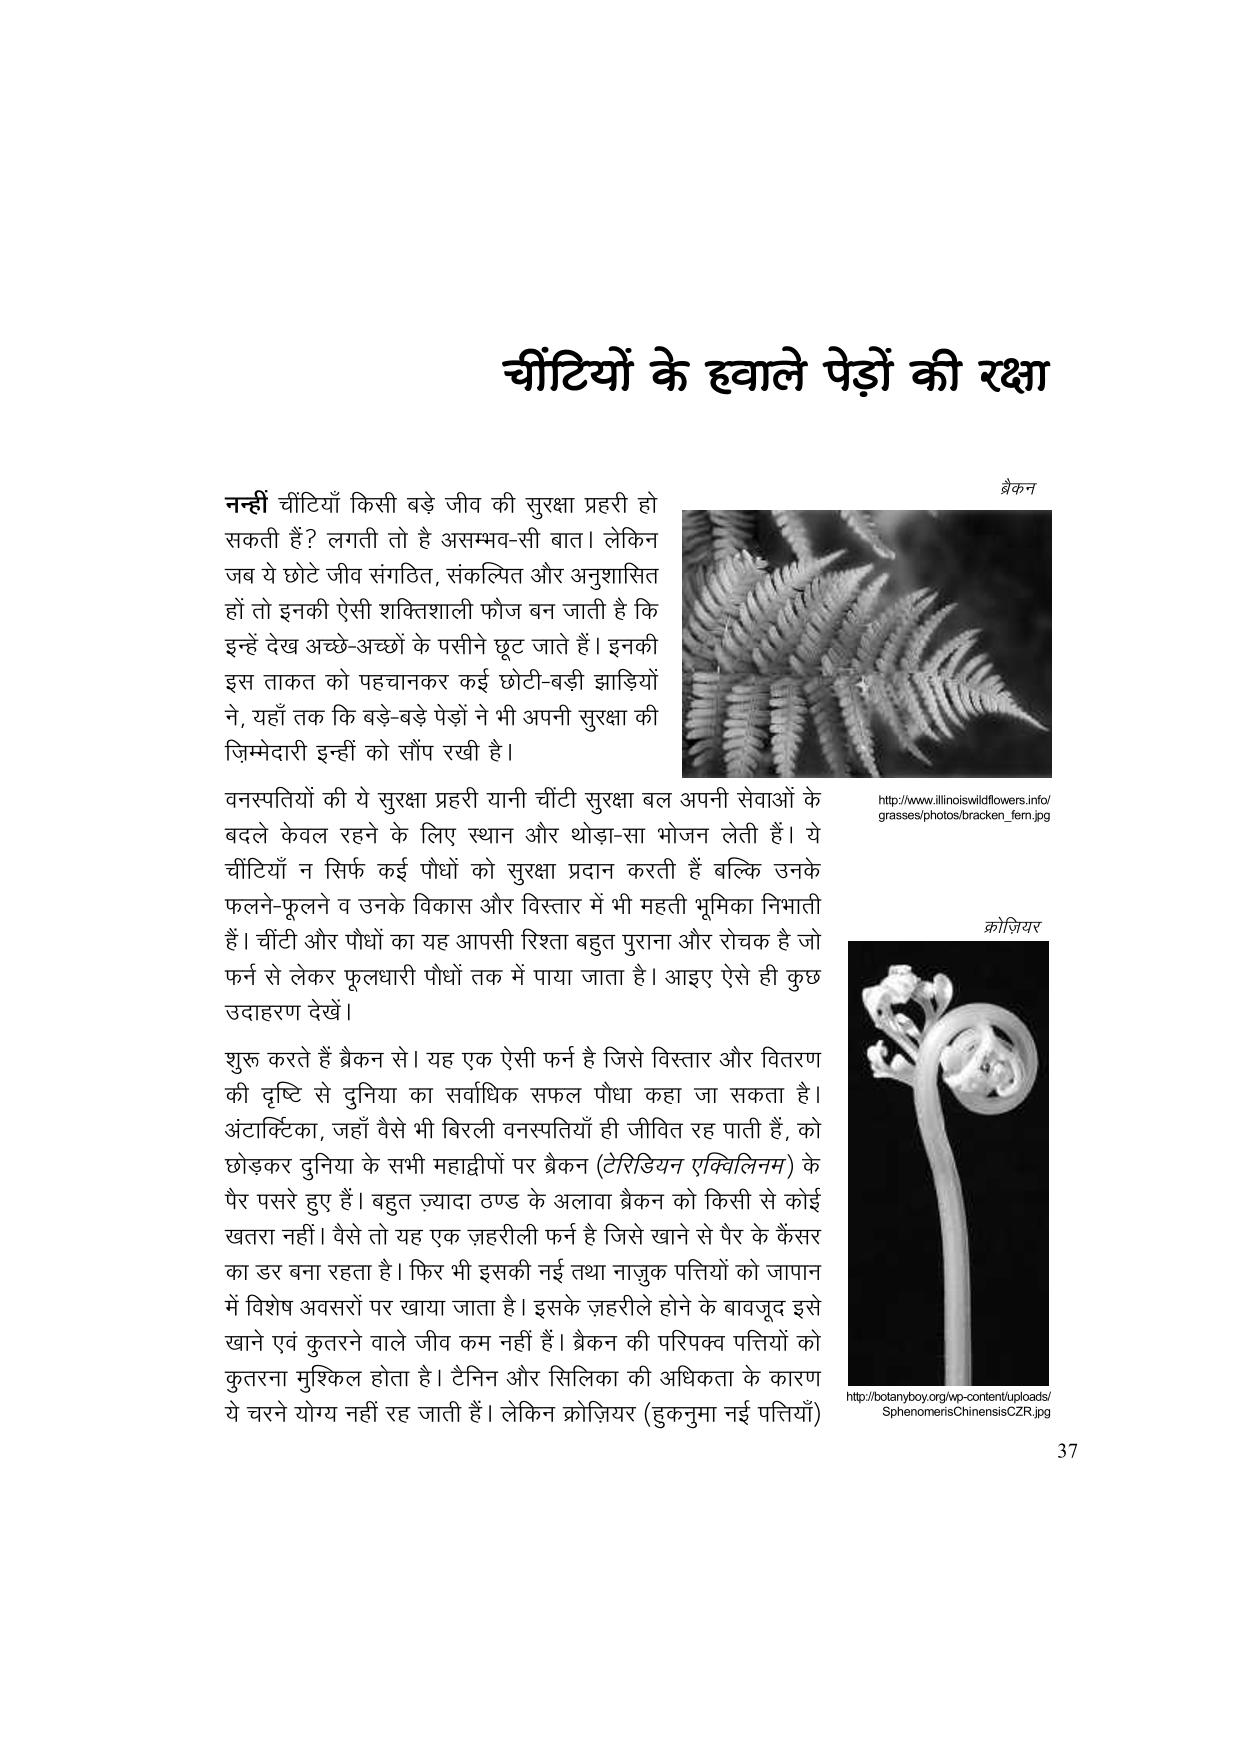 चींटियों के हवाले पेड़ों की रक्षा
ब्रैकन
नन्हीं चींटियाँ किसी बड़े जीव की सुरक्षा प्रहरी हो
सकती हैं? लगती तो है असम्भव-सी बात। लेकिन
जब ये छोटे जीव संगठित, संकल्पित और अनुशासित
हों तो इनकी ऐसी शक्तिशाली फौज बन जाती है कि
इन्हें देख अच्छे-अच्छों के पसीने छूट जाते हैं। इनकी
इस ताकत को पहचानकर कई छोटी-बड़ी झाड़ियों
ने, यहाँ तक कि बड़े-बड़े पेड़ों ने भी अपनी सुरक्षा की
ज़िम्मेदारी इन्हीं को सौंप रखी है।
http://www.illinoiswildflowers.info/
grasses/photos/bracken_fern.jpg
वनस्पतियों की ये सुरक्षा प्रहरी यानी चींटी सुरक्षा बल अपनी सेवाओं के
बदले केवल रहने के लिए स्थान और थोड़ा-सा भोजन लेती हैं। ये
चींटियाँ न सिर्फ कई पौधों को सुरक्षा प्रदान करती हैं बल्कि उनके
फलने-फूलने व उनके विकास और विस्तार में भी महती भूमिका निभाती
हैं। चींटी और पौधों का यह आपसी रिश्ता बहुत पुराना और रोचक है जो
फर्न से लेकर फूलधारी पौधों तक में पाया जाता है। आइए ऐसे ही कुछ
उदाहरण देखें।
क्रोज़ियर
शुरू करते हैं ब्रैकन से। यह एक ऐसी फर्न है जिसे विस्तार और वितरण
की दृष्टि से दुनिया का सर्वाधिक सफल पौधा कहा जा सकता है।
अंटार्क्टिका, जहाँ वैसे भी बिरली वनस्पतियाँ ही जीवित रह पाती हैं, को
छोड़कर दुनिया के सभी महाद्वीपों पर ब्रैकन (टेरिडियन एक्विलिनम) के
पैर पसरे हुए हैं। बहुत ज़्यादा ठण्ड के अलावा ब्रैकन को किसी से कोई
खतरा नहीं। वैसे तो यह एक ज़हरीली फर्न है जिसे खाने से पैर के कैंसर
का डर बना रहता है। फिर भी इसकी नई तथा नाज़ुक पत्तियों को जापान
में विशेष अवसरों पर खाया जाता है। इसके ज़हरीले होने के बावजूद इसे
खाने एवं कुतरने वाले जीव कम नहीं हैं। ब्रैकन की परिपक्व पत्तियों को
कुतरना मुश्किल होता है। टैनिन और सिलिका की अधिकता के कारण
ये चरने योग्य नहीं रह जाती हैं। लेकिन क्रोज़ियर (हुकनुमा नई पत्तियाँ)
http://botanyboy.org/wp-content/uploads/
SphenomerisChinensisCZR.jpg
37